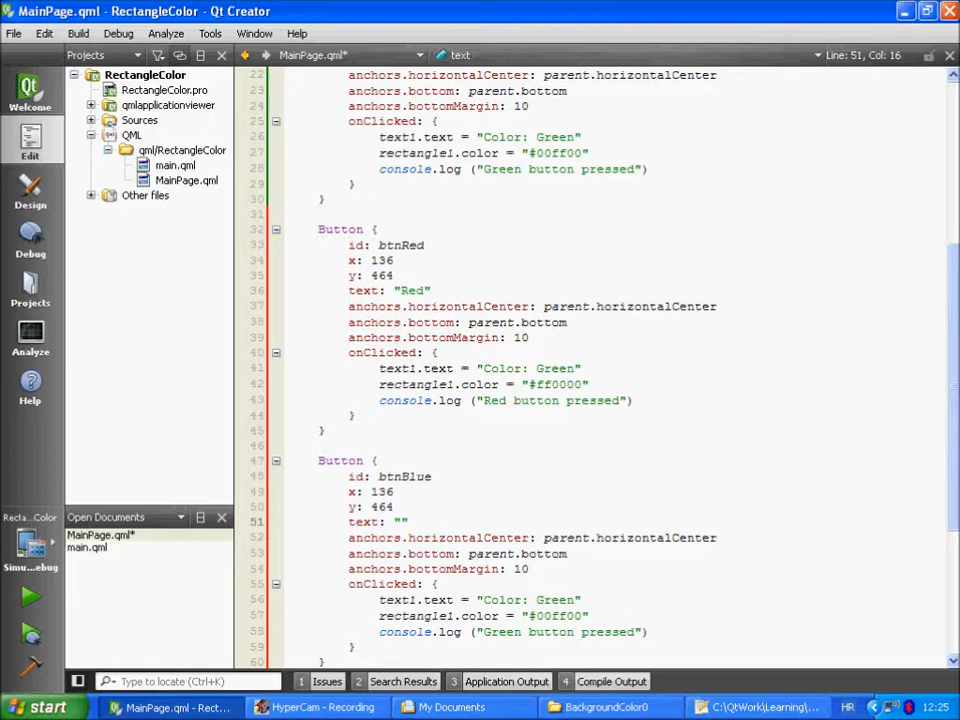 MainPage.qml - RectangleColor - Qt Creator
File Edit Build Debug Analyze Tools Window Help
Projects MainPage.qml* text Line: 51, Col: 16
Welcome
Edit
Design
Debug
Projects
Analyze
Help
RectangleColor
RectangleColor.pro
qmlapplicationviewer
Sources
QML
qml/RectangleColor
main.qml
MainPage.qml
Other files
22 anchors.horizontalCenter: parent.horizontalCenter
23 anchors.bottom: parent.bottom
24 anchors.bottomMargin: 10
25 onClicked: {
26 text1.text = "Color: Green"
27 rectangle1.color = "#00ff00"
28 console.log ("Green button pressed")
29 }
30 }
31
32 Button {
33 id: btnRed
34 x: 136
35 y: 464
36 text: "Red"
37 anchors.horizontalCenter: parent.horizontalCenter
38 anchors.bottom: parent.bottom
39 anchors.bottomMargin: 10
40 onClicked: {
41 text1.text = "Color: Green"
42 rectangle1.color = "#ff0000"
43 console.log ("Red button pressed")
44 }
45 }
46
47 Button {
48 id: btnBlue
49 x: 136
50 y: 464
51 text: ""
52 anchors.horizontalCenter: parent.horizontalCenter
53 anchors.bottom: parent.bottom
54 anchors.bottomMargin: 10
55 onClicked: {
56 text1.text = "Color: Green"
57 rectangle1.color = "#00ff00"
58 console.log ("Green button pressed")
59 }
60 }
Recta...Color
Simu...ebug
Open Documents
MainPage.qml*
main.qml
Type to locate (Ctrl+K) 1 Issues 2 Search Results 3 Application Output 4 Compile Output
start MainPage.qml - Rect... HyperCam - Recording My Documents BackgroundColor0 C:\QtWork\Learning\... HR 12:25